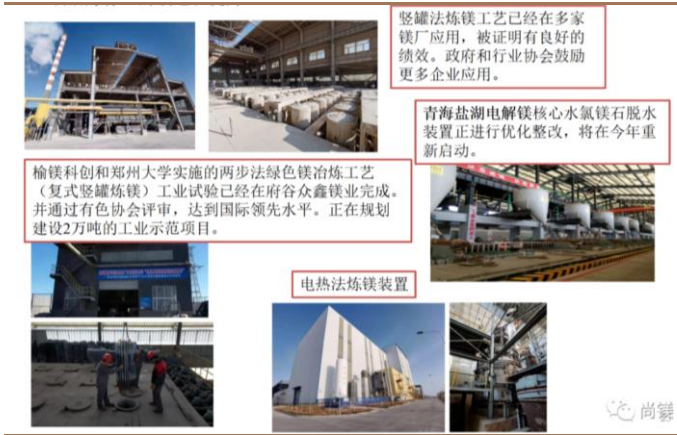 竖罐法炼镁工艺已经在多家
镁厂应用，被证明有良好的
绩效。政府和行业协会鼓励
更多企业应用。
青海盐湖电解镁核心水氯镁石脱水
装置正进行优化整改，将在今年重
新启动。
榆镁科创和郑州大学实施的两步法绿色镁冶炼工艺
（复式竖罐炼镁）工业试验已经在府谷众鑫镁业完成。
并通过有色协会评审，达到国际领先水平。正在规划
建设2万吨的工业示范项目。
电热法炼镁装置
尚镁